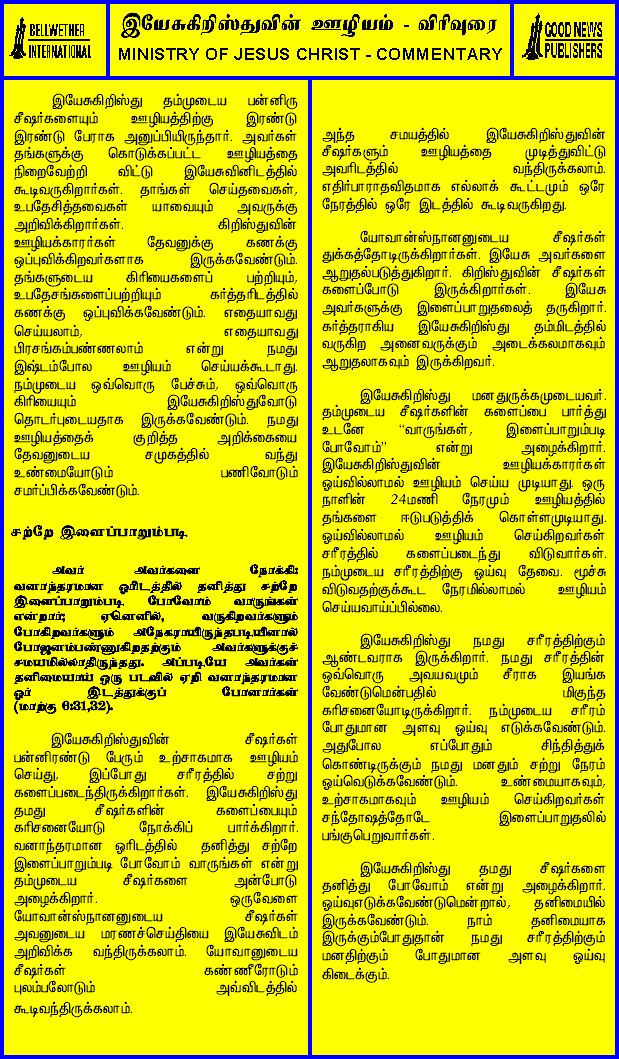 BELLWETHER
INTERNATIONAL
இயேசுகிறிஸ்துவின் ஊழியம் - விரிவுரை
MINISTRY OF JESUS CHRIST - COMMENTARY
GOOD NEWS
PUBLISHERS
இயேசுகிறிஸ்து தம்முடைய பன்னிரு
சீஷர்களையும் ஊழியத்திற்கு இரண்டு
இரண்டு பேராக அனுப்பியிருந்தார். அவர்கள்
தங்களுக்கு கொடுக்கப்பட்ட ஊழியத்தை
நிறைவேற்றி விட்டு இயேசுவினிடத்தில்
கூடிவருகிறார்கள். தாங்கள் செய்தவைகள்,
உபதேசித்தவைகள் யாவையும் அவருக்கு
அறிவிக்கிறார்கள். கிறிஸ்துவின்
ஊழியக்காரர்கள் தேவனுக்கு கணக்கு
ஒப்புவிக்கிறவர்களாக இருக்கவேண்டும்.
தங்களுடைய கிரியைகளைப் பற்றியும்,
உபதேசங்களைப்பற்றியும் கர்த்தரிடத்தில்
கணக்கு ஒப்புவிக்கவேண்டும். எதையாவது
செய்யலாம், எதையாவது
பிரசங்கம்பண்ணலாம் என்று நமது
இஷ்டம்போல ஊழியம் செய்யக்கூடாது.
நம்முடைய ஒவ்வொரு பேச்சும், ஒவ்வொரு
கிரியையும் இயேசுகிறிஸ்துவோடு
தொடர்புடையதாக இருக்கவேண்டும். நமது
ஊழியத்தைக் குறித்த அறிக்கையை
தேவனுடைய சமுகத்தில் வந்து
உண்மையோடும் பணிவோடும்
சமர்ப்பிக்கவேண்டும்.
சற்றே இளைப்பாறும்படி.
அவர் அவர்களை நோக்கி:
வனாந்தரமான ஓரிடத்தில் தனித்து சற்றே
இளைப்பாறும்படி போவோம் வாருங்கள்
என்றார்; ஏனெனில், வருகிறவர்களும்
போகிறவர்களும் அநேகராயிருந்தபடியினால்
போஜனம்பண்ணுகிறதற்கும் அவர்களுக்குச்
சமயமில்லாதிருந்தது. அப்படியே அவர்கள்
தனிமையாய் ஒரு படவில் ஏறி வனாந்தரமான
ஓர் இடத்துக்குப் போனார்கள்
(மாற்கு 6:31,32).
இயேசுகிறிஸ்துவின் சீஷர்கள்
பன்னிரண்டு பேரும் உற்சாகமாக ஊழியம்
செய்து, இப்போது சரீரத்தில் சற்று
களைப்படைந்திருக்கிறார்கள். இயேசுகிறிஸ்து
தமது சீஷர்களின் களைப்பையும்
கரிசனையோடு நோக்கிப் பார்க்கிறார்.
வனாந்தரமான ஓரிடத்தில் தனித்து சற்றே
இளைப்பாறும்படி போவோம் வாருங்கள் என்று
தம்முடைய சீஷர்களை அன்போடு
அழைக்கிறார். ஒருவேளை
யோவான்ஸ்நானனுடைய சீஷர்கள்
அவனுடைய மரணச்செய்தியை இயேசுவிடம்
அறிவிக்க வந்திருக்கலாம். யோவானுடைய
சீஷர்கள் கண்ணீரோடும்
புலம்பலோடும் அவ்விடத்தில்
கூடிவந்திருக்கலாம்.
அந்த சமயத்தில் இயேசுகிறிஸ்துவின்
சீஷர்களும் ஊழியத்தை முடித்துவிட்டு
அவரிடத்தில் வந்திருக்கலாம்.
எதிர்பாராதவிதமாக எல்லாக் கூட்டமும் ஒரே
நேரத்தில் ஒரே இடத்தில் கூடிவருகிறது.
யோவான்ஸ்நானனுடைய சீஷர்கள்
துக்கத்தோடிருக்கிறார்கள். இயேசு அவர்களை
ஆறுதல்படுத்துகிறார். கிறிஸ்துவின் சீஷர்கள்
களைப்போடு இருக்கிறார்கள். இயேசு
அவர்களுக்கு இளைப்பாறுதலைத் தருகிறார்.
கர்த்தராகிய இயேசுகிறிஸ்து தம்மிடத்தில்
வருகிற அனைவருக்கும் அடைக்கலமாகவும்
ஆறுதலாகவும் இருக்கிறவர்.
இயேசுகிறிஸ்து மனதுருக்கமுடையவர்.
தம்முடைய சீஷர்களின் களைப்பை பார்த்து
உடனே "வாருங்கள், இளைப்பாறும்படி
போவோம்" என்று அழைக்கிறார்.
இயேசுகிறிஸ்துவின் ஊழியக்காரர்கள்
ஓய்வில்லாமல் ஊழியம் செய்ய முடியாது. ஒரு
நாளின் 24மணி நேரமும் ஊழியத்தில்
தங்களை ஈடுபடுத்திக் கொள்ளமுடியாது.
ஓய்வில்லாமல் ஊழியம் செய்கிறவர்கள்
சரீரத்தில் களைப்படைந்து விடுவார்கள்.
நம்முடைய சரீரத்திற்கு ஓய்வு தேவை. மூச்சு
விடுவதற்குக்கூட நேரமில்லாமல் ஊழியம்
செய்யவாய்ப்பில்லை.
இயேசுகிறிஸ்து நமது சரீரத்திற்கும்
ஆண்டவராக இருக்கிறார். நமது சரீரத்தின்
ஒவ்வொரு அவயவமும் சீராக இயங்க
வேண்டுமென்பதில் மிகுந்த
கரிசனையோடிருக்கிறார். நம்முடைய சரீரம்
போதுமான அளவு ஓய்வு எடுக்கவேண்டும்.
அதுபோல எப்போதும் சிந்தித்துக்
கொண்டிருக்கும் நமது மனதும் சற்று நேரம்
ஓய்வெடுக்கவேண்டும். உண்மையாகவும்,
உற்சாகமாகவும் ஊழியம் செய்கிறவர்கள்
சந்தோஷத்தோடே இளைப்பாறுதலில்
பங்குபெறுவார்கள்.
இயேசுகிறிஸ்து தமது சீஷர்களை
தனித்து போவோம் என்று அழைக்கிறார்.
ஓய்வுஎடுக்கவேண்டுமென்றால், தனிமையில்
இருக்கவேண்டும். நாம் தனிமையாக
இருக்கும்போதுதான் நமது சரீரத்திற்கும்
மனதிற்கும் போதுமான அளவு ஓய்வு
கிடைக்கும்.